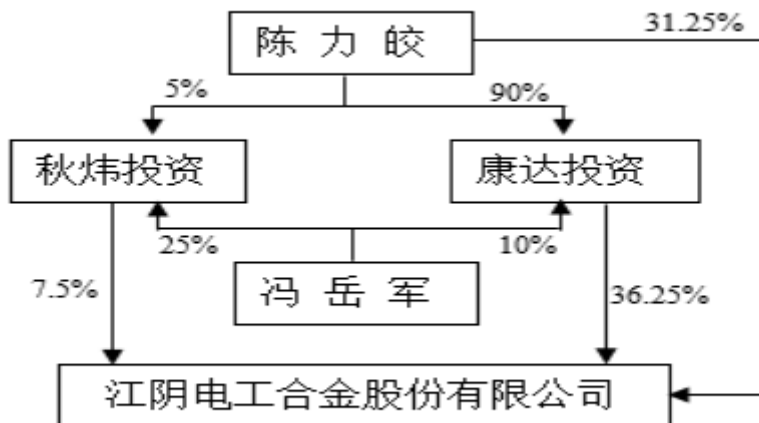 陈 力 皎
31.25%
5%
90%
秋炜投资
康达投资
25%
10%
冯 岳 军
7.5%
36.25%
江阴电工合金股份有限公司